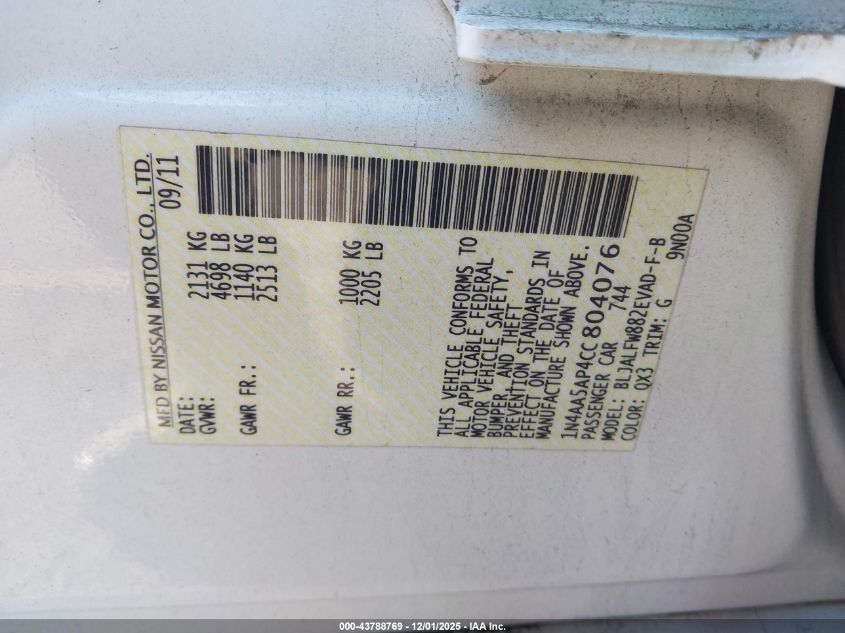 MFD BY NISSAN MOTOR CO., LTD.
DATE: 09/11
GVWR: 2131 KG
4698 LB
GAWR FR.: 1140 KG
2513 LB
GAWR RR.: 1000 KG
2205 LB
THIS VEHICLE CONFORMS TO
ALL APPLICABLE FEDERAL
MOTOR VEHICLE SAFETY,
BUMPER, AND THEFT
PREVENTION STANDARDS IN
EFFECT ON THE DATE OF
MANUFACTURE SHOWN ABOVE.
1N4AA5AP4CC 804076
PASSENGER CAR 744
MODEL: BLJALFW882EVAD-F-B
COLOR: QX3 TRIM: G 9N00A
000-43788769 - 12/01/2025 - IAA Inc.